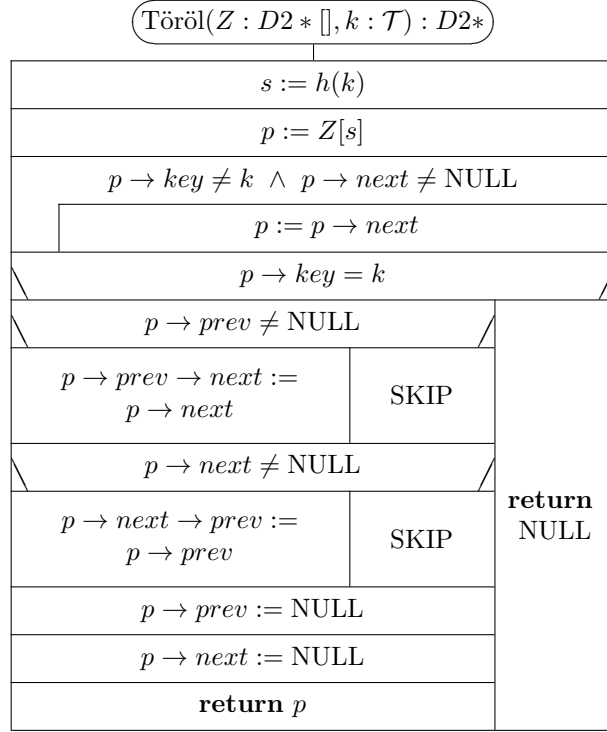 Töröl(Z : D2 * [], k : 𝒯) : D2*
s := h(k)
p := Z[s]
p → key ≠ k ∧ p → next ≠ NULL
p := p → next
p → key = k
p → prev ≠ NULL
p → prev → next :=
p → next
SKIP
p → next ≠ NULL
p → next → prev :=
p → prev
SKIP
p → prev := NULL
p → next := NULL
return p
return
NULL